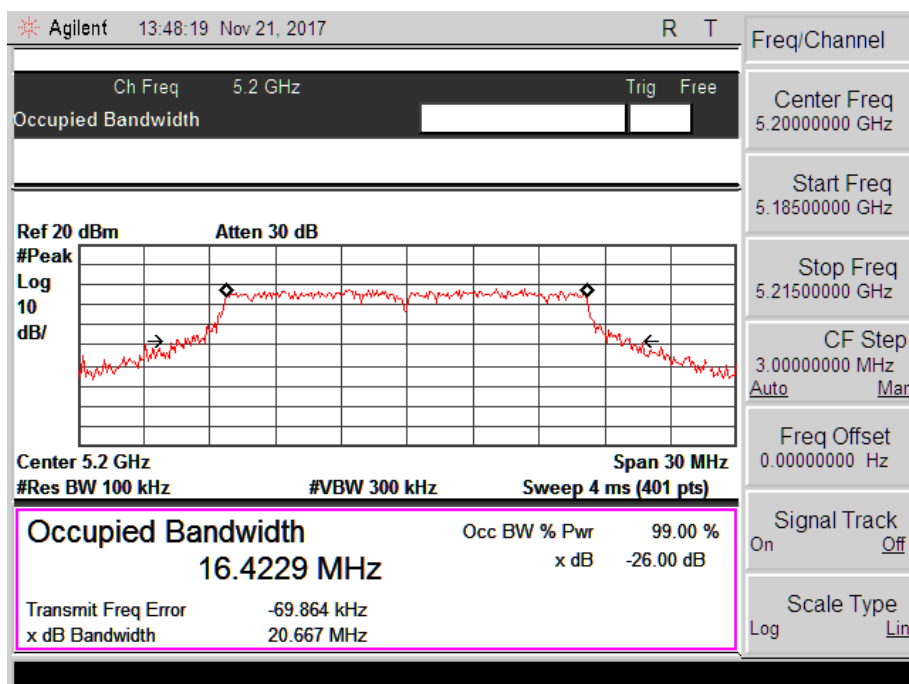 Agilent 13:48:19 Nov 21, 2017 R T
Ch Freq 5.2 GHz Trig Free
Occupied Bandwidth
Ref 20 dBm Atten 30 dB
#Peak
Log
10
dB/
Center 5.2 GHz Span 30 MHz
#Res BW 100 kHz #VBW 300 kHz Sweep 4 ms (401 pts)
Occupied Bandwidth Occ BW % Pwr 99.00 %
16.4229 MHz x dB -26.00 dB
Transmit Freq Error -69.864 kHz
x dB Bandwidth 20.667 MHz
Freq/Channel
Center Freq
5.20000000 GHz
Start Freq
5.18500000 GHz
Stop Freq
5.21500000 GHz
CF Step
3.00000000 MHz
Auto Man
Freq Offset
0.00000000 Hz
Signal Track
On Off
Scale Type
Log Lin